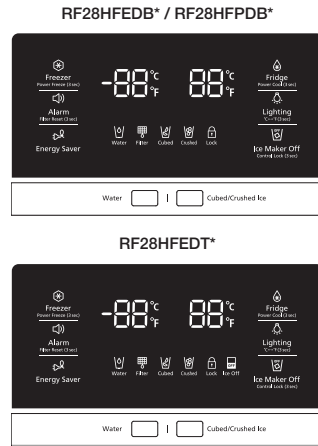 RF28HFEDB* / RF28HFPDB*
-88°C °F 88°C °F
Freezer
Power Freeze (3 sec)
Fridge
Power Cool (3 sec)
Alarm
Filter Reset (3 sec)
Lighting
°C↔°F (3 sec)
Energy Saver
Water Filter Cubed Crushed Lock
Ice Maker Off
Control Lock (3 sec)
Water | Cubed/Crushed Ice
RF28HFEDT*
-88°C °F 88°C °F
Freezer
Power Freeze (3 sec)
Fridge
Power Cool (3 sec)
Alarm
Filter Reset (3 sec)
Lighting
°C↔°F (3 sec)
Energy Saver
OFF
Water Filter Cubed Crushed Lock Ice Off
Ice Maker Off
Control Lock (3 sec)
Water | Cubed/Crushed Ice